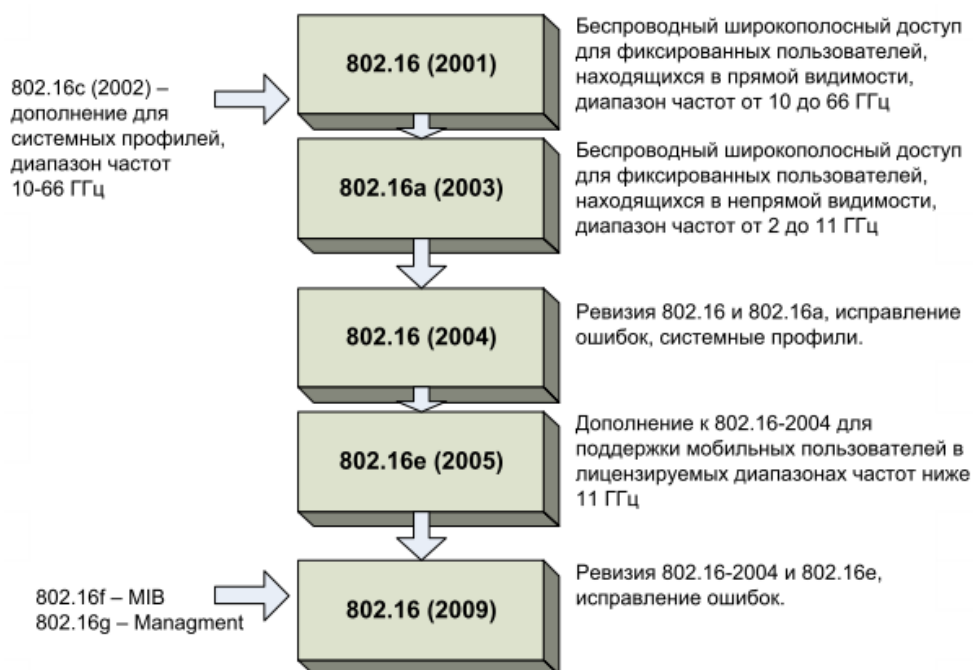 802.16 (2001)
Беспроводный широкополосный доступ
для фиксированных пользователей,
находящихся в прямой видимости,
диапазон частот от 10 до 66 ГГц
802.16c (2002) –
дополнение для
системных профилей,
диапазон частот
10-66 ГГц
802.16a (2003)
Беспроводный широкополосный доступ
для фиксированных пользователей,
находящихся в непрямой видимости,
диапазон частот от 2 до 11 ГГц
802.16 (2004)
Ревизия 802.16 и 802.16a, исправление
ошибок, системные профили.
802.16e (2005)
Дополнение к 802.16-2004 для
поддержки мобильных пользователей в
лицензируемых диапазонах частот ниже
11 ГГц
802.16f – MIB
802.16g – Managment
802.16 (2009)
Ревизия 802.16-2004 и 802.16e,
исправление ошибок.